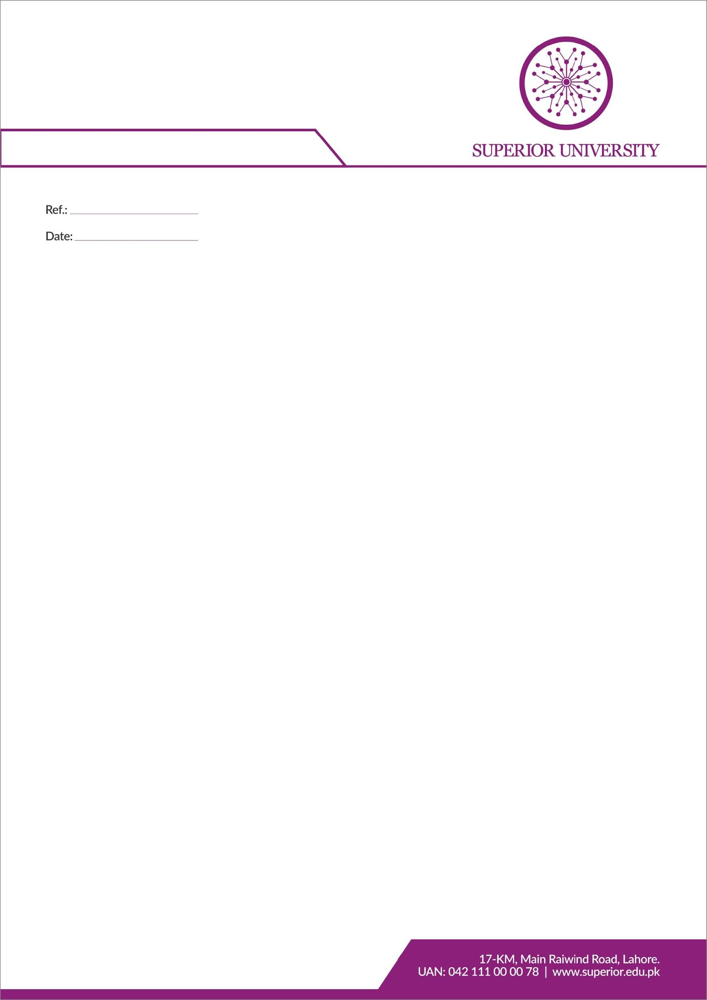 SUPERIOR UNIVERSITY
Ref.:
Date:
17-KM, Main Raiwind Road, Lahore.
UAN: 042 111 00 00 78 | www.superior.edu.pk